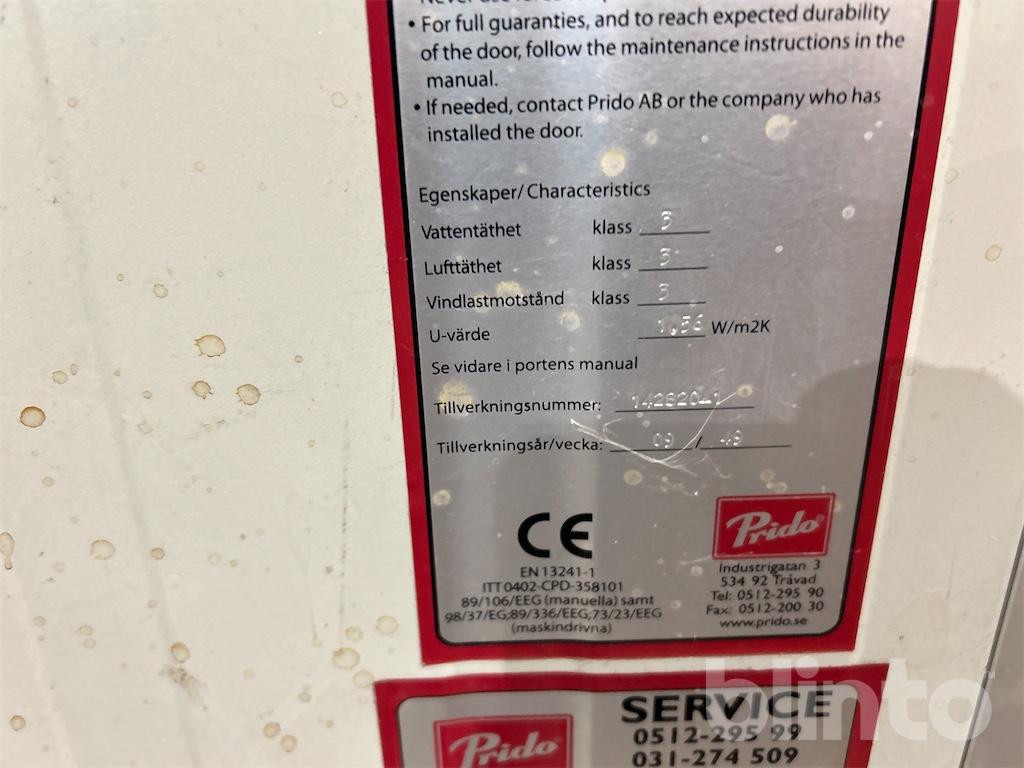 • For full guaranties, and to reach expected durability
of the door, follow the maintenance instructions in the
manual.
• If needed, contact Prido AB or the company who has
installed the door.
Egenskaper/ Characteristics
Vattentäthet klass 3
Lufttäthet klass 3
Vindlastmotstånd klass 3
U-värde 1,56 W/m2K
Se vidare i portens manual
Tillverkningsnummer: 14282041
Tillverkningsår/vecka: 09 / 48
CE
EN 13241-1
ITT 0402-CPD-358101
89/106/EEG (manuella) samt
98/37/EG;89/336/EEG;73/23/EEG
(maskindrivna)
Prido
Industrigatan 3
534 92 Tråvad
Tel: 0512-295 90
Fax: 0512-200 30
www.prido.se
Prido
SERVICE
0512-295 99
031-274 509
blinto